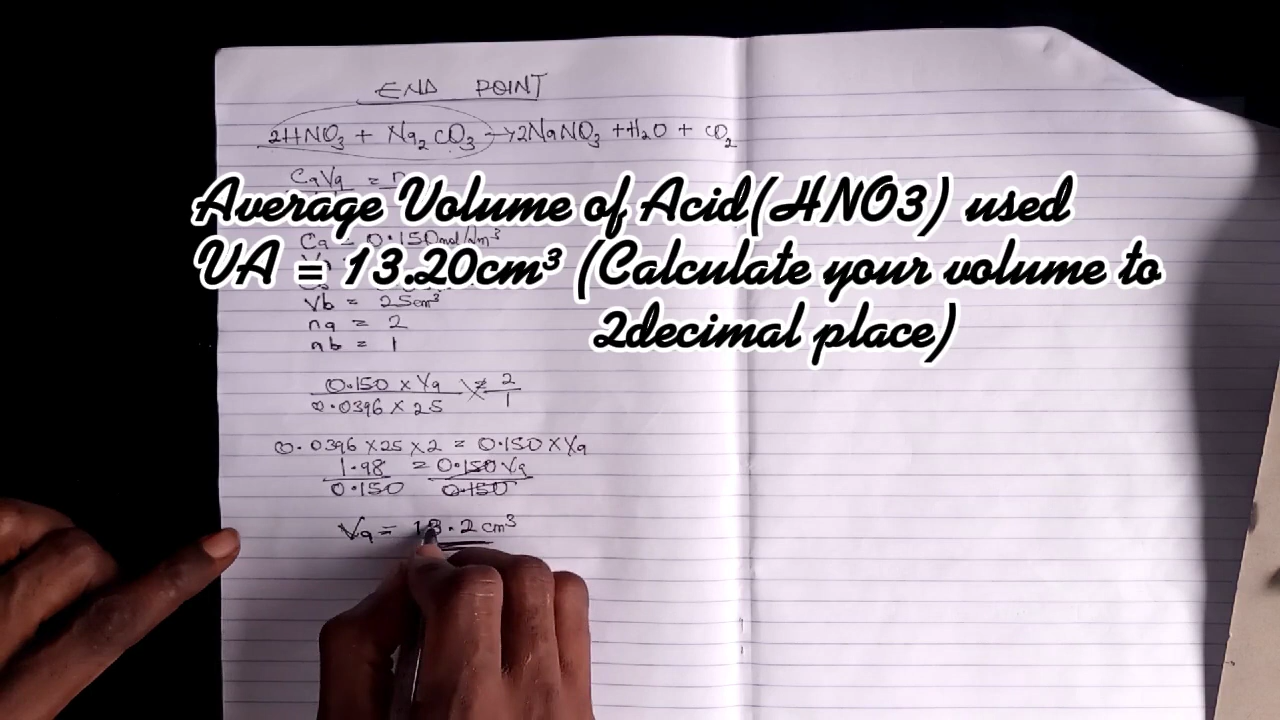 END POINT
2HNO3 + Na2CO3 → 2NaNO3 + H2O + CO2
CaVa = n
Average Volume of Acid(HNO3) used
Ca = 0.150mol/dm³
VA = 13.20cm³ (Calculate your volume to
2decimal place)
Vb = 25cm³
na = 2
nb = 1
0.150 x Va = 2
0.0396 x 25 1
0.0396 x 25 x 2 = 0.150 x Va
1.98 = 0.150 Va
0.150 0.150
Va = 13.2 cm³